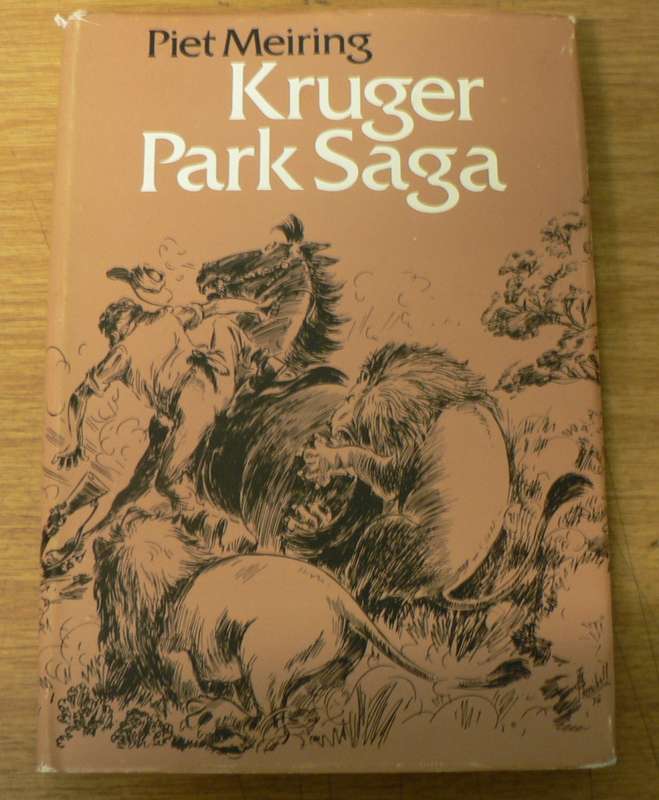 Piet Meiring
Kruger
Park Saga